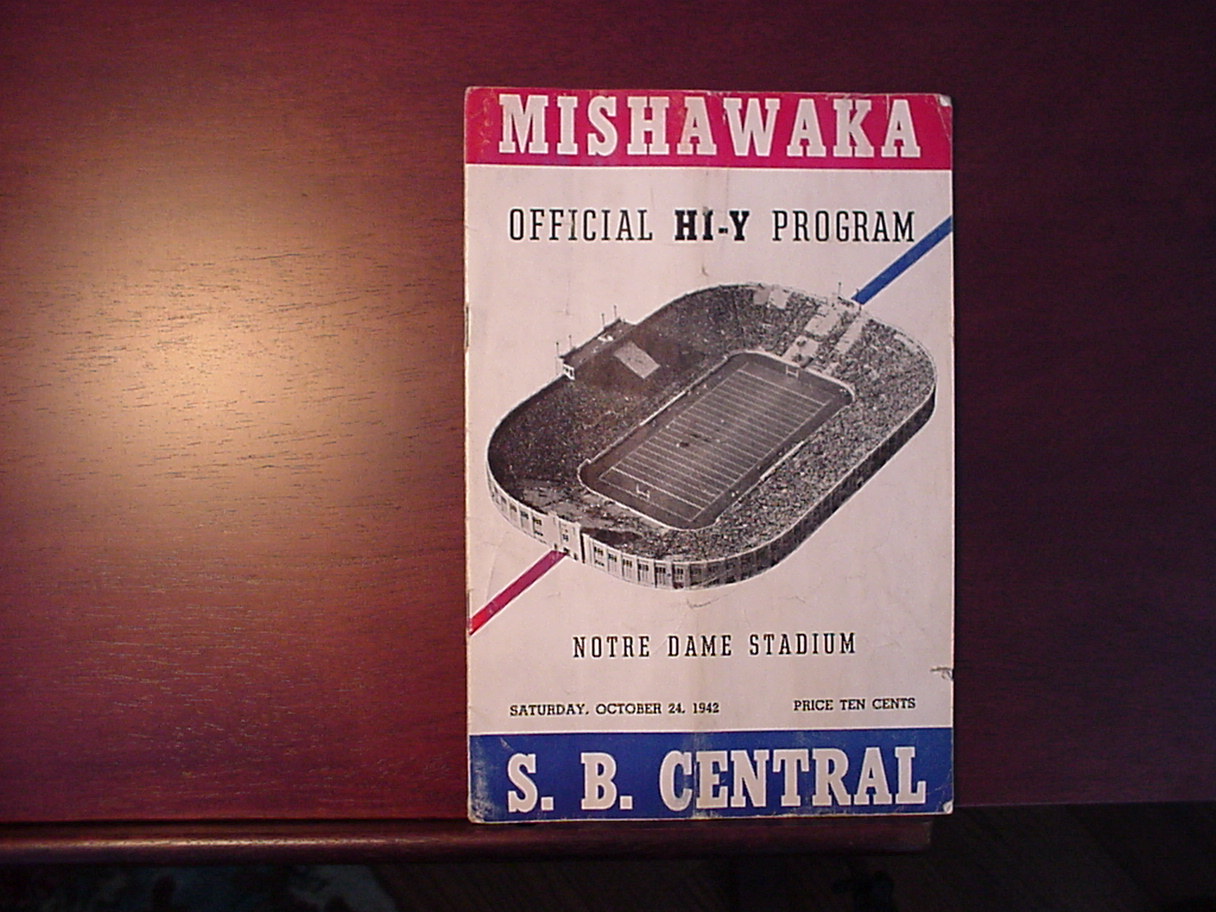 MISHAWAKA
OFFICIAL HI-Y PROGRAM
NOTRE DAME STADIUM
SATURDAY, OCTOBER 24, 1942 PRICE TEN CENTS
S. B. CENTRAL